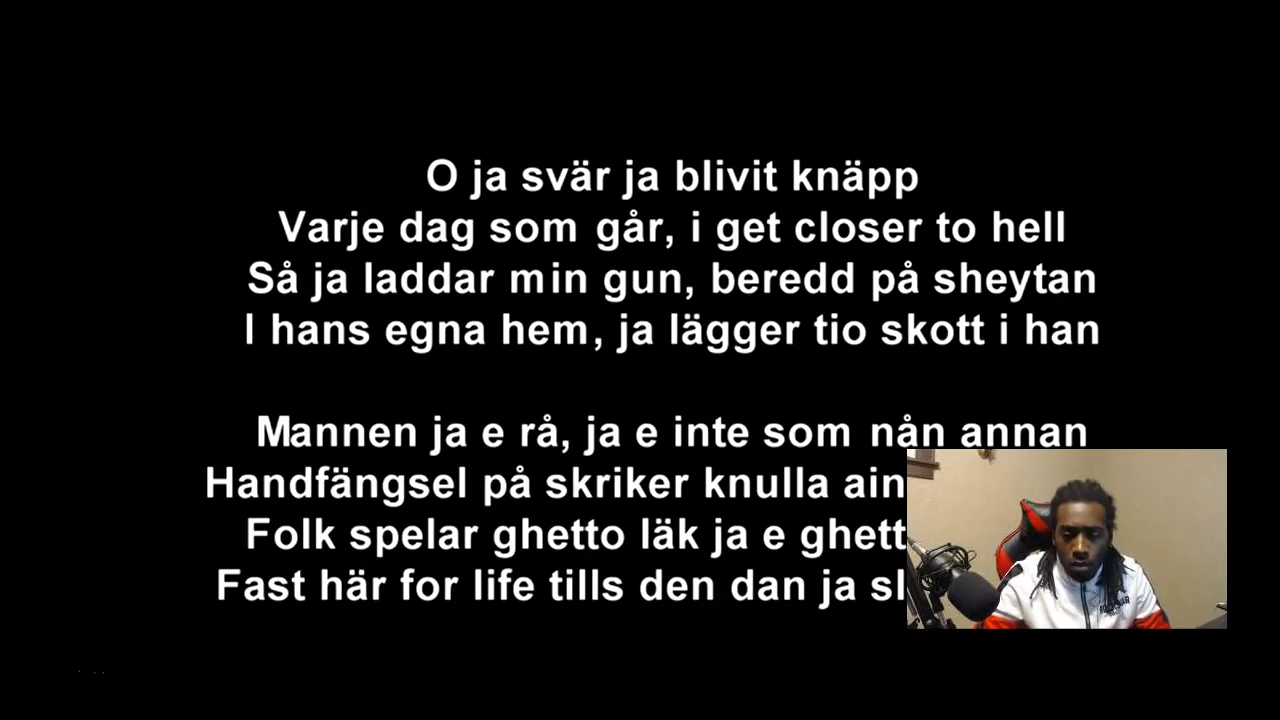 O ja svär ja blivit knäpp
Varje dag som går, i get closer to hell
Så ja laddar min gun, beredd på sheytan
I hans egna hem, ja lägger tio skott i han
Mannen ja e rå, ja e inte som nån annan
Handfängsel på skriker knulla
Folk spelar ghetto läk ja e
Fast här for life tills den dan ja